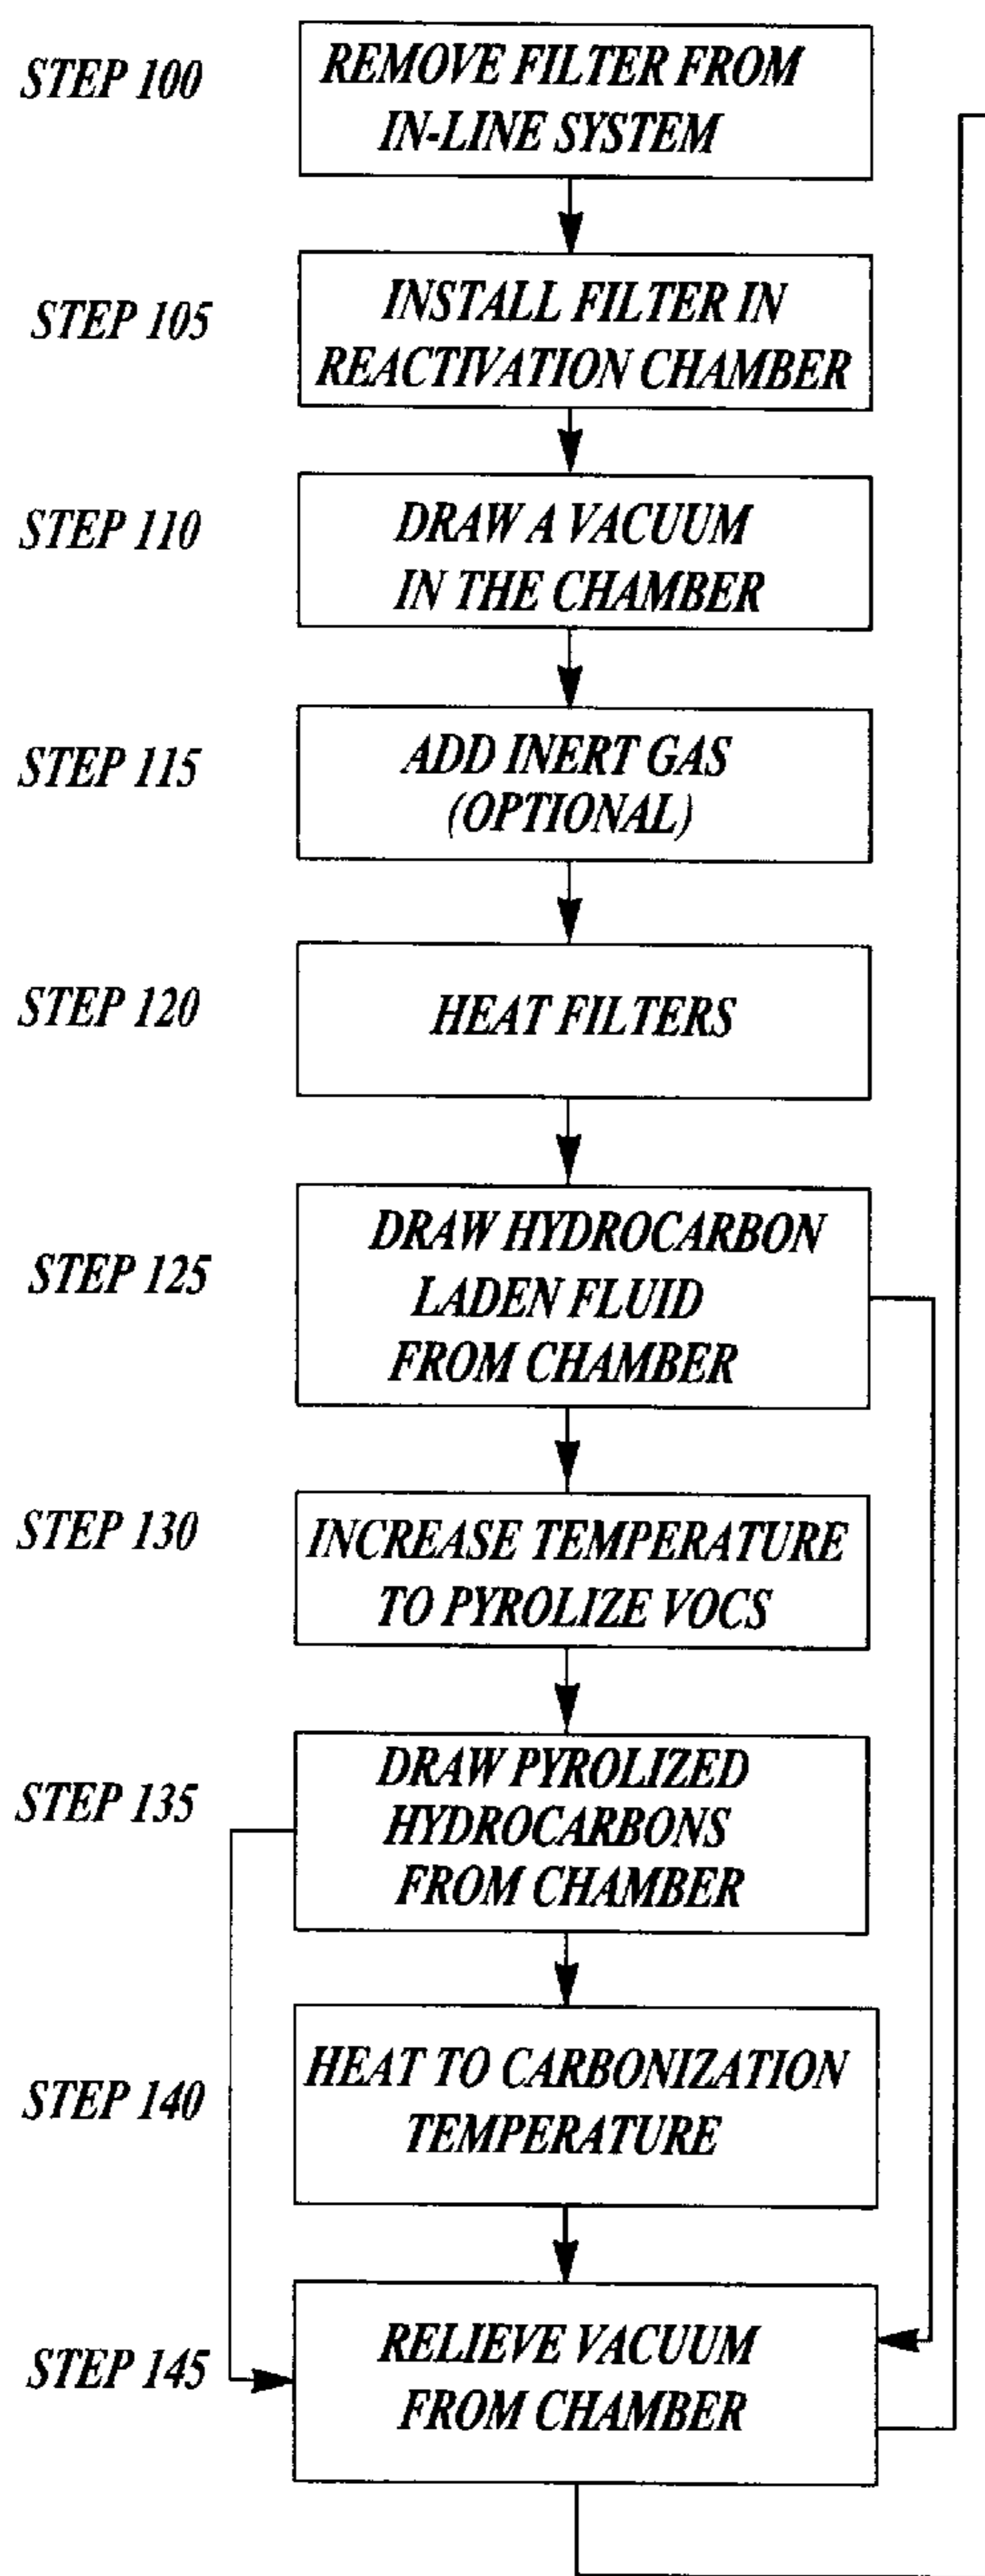 STEP 100
REMOVE FILTER FROM
IN-LINE SYSTEM
STEP 105
INSTALL FILTER IN
REACTIVATION CHAMBER
STEP 110
DRAW A VACUUM
IN THE CHAMBER
STEP 115
ADD INERT GAS
(OPTIONAL)
STEP 120
HEAT FILTERS
STEP 125
DRAW HYDROCARBON
LADEN FLUID
FROM CHAMBER
STEP 130
INCREASE TEMPERATURE
TO PYROLIZE VOCS
STEP 135
DRAW PYROLIZED
HYDROCARBONS
FROM CHAMBER
STEP 140
HEAT TO CARBONIZATION
TEMPERATURE
STEP 145
RELIEVE VACUUM
FROM CHAMBER